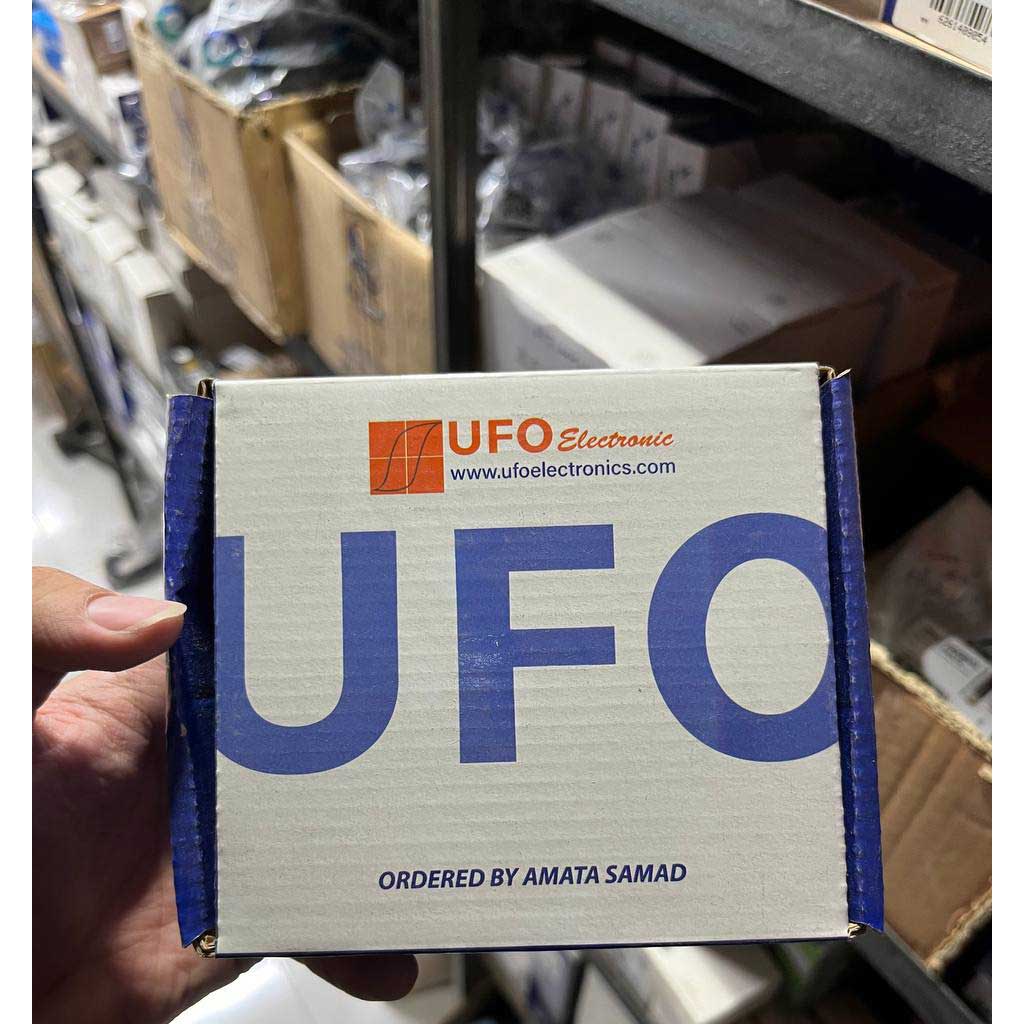 UFO Electronic
www.ufoelectronics.com
UFO
ORDERED BY AMATA SAMAD